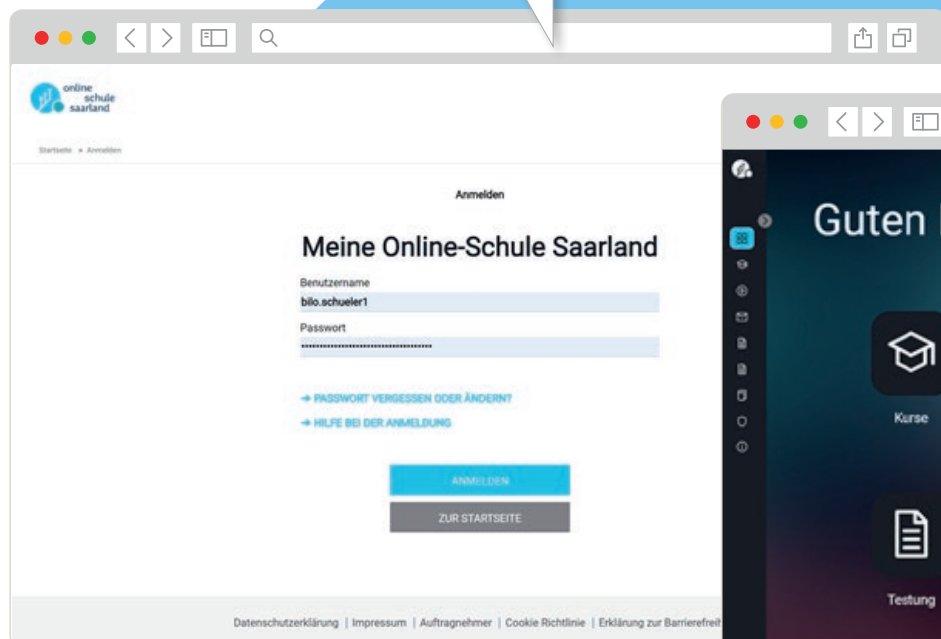 online
schule
saarland
Startseite » Anmelden
Anmelden
Meine Online-Schule Saarland
Benutzername
bilo.schueler1
Passwort
→ PASSWORT VERGESSEN ODER ÄNDERN?
→ HILFE BEI DER ANMELDUNG
ANMELDEN
ZUR STARTSEITE
Datenschutzerklärung | Impressum | Auftragnehmer | Cookie Richtlinie | Erklärung zur
Guten
Kurse
Testung